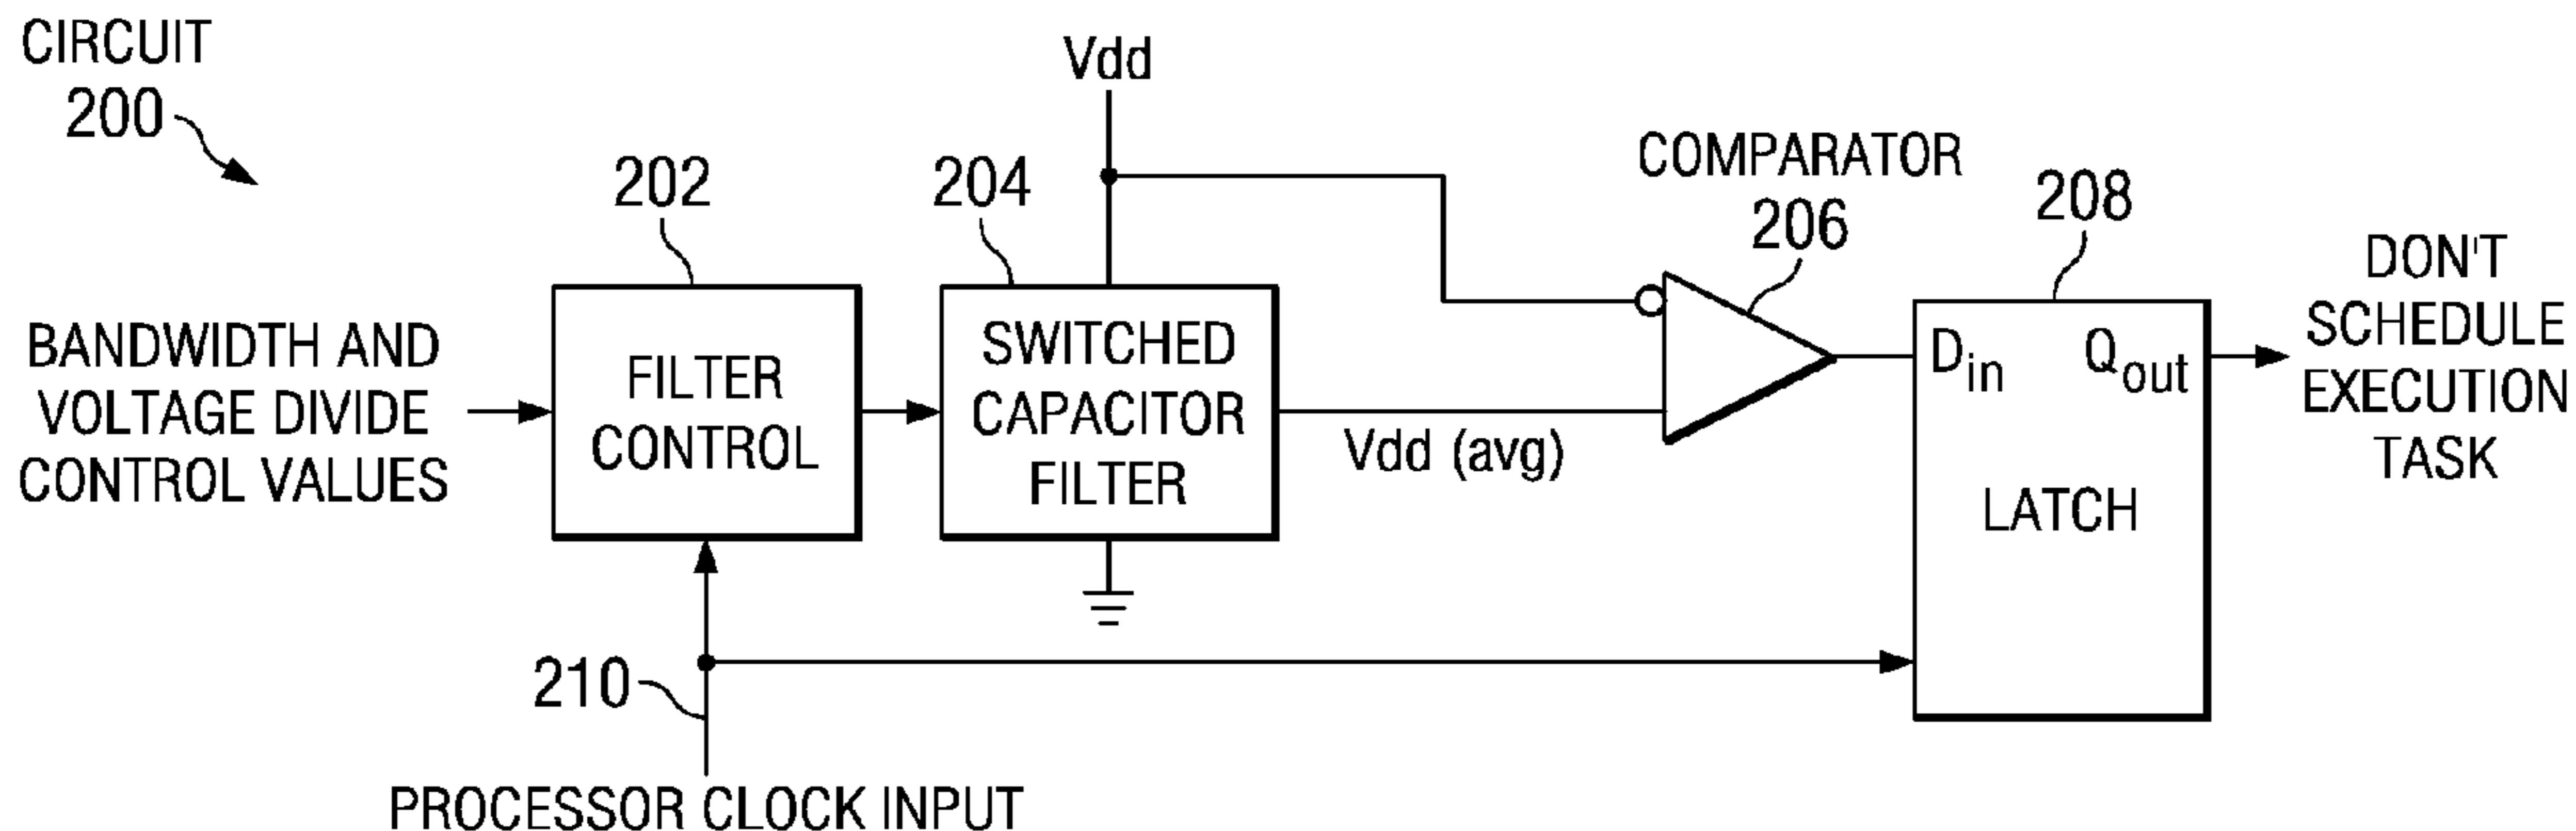 CIRCUIT
200
Vdd
202
204
COMPARATOR
206
208
BANDWIDTH AND
VOLTAGE DIVIDE
CONTROL VALUES
FILTER
CONTROL
SWITCHED
CAPACITOR
FILTER
Vdd (avg)
Din
Qout
LATCH
DON'T
SCHEDULE
EXECUTION
TASK
210
PROCESSOR CLOCK INPUT